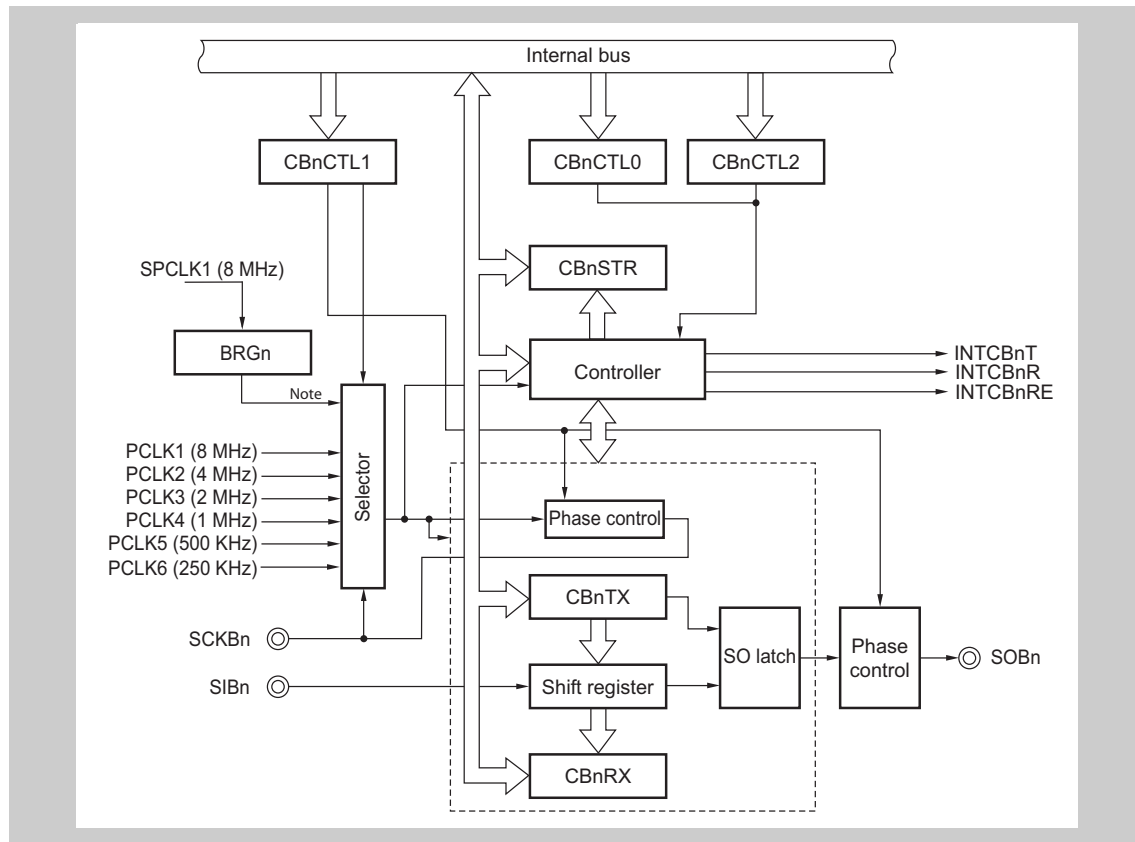 Internal bus
CBnCTL1
CBnCTL0
CBnCTL2
CBnSTR
SPCLK1 (8 MHz)
BRGn
Note
Controller
INTCBnT
INTCBnR
INTCBnRE
PCLK1 (8 MHz)
PCLK2 (4 MHz)
PCLK3 (2 MHz)
PCLK4 (1 MHz)
PCLK5 (500 KHz)
PCLK6 (250 KHz)
Selector
Phase control
CBnTX
SCKBn
SO latch
Phase
control
SOBn
SIBn
Shift register
CBnRX